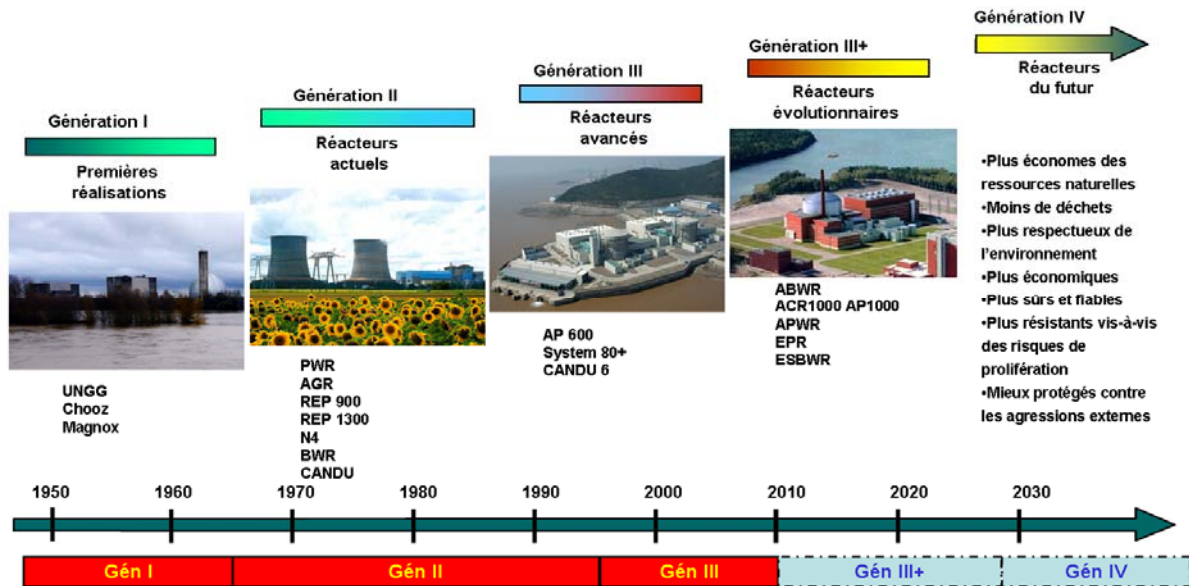 Génération I
Premières
réalisations
UNGG
Chooz
Magnox
Génération II
Réacteurs
actuels
PWR
AGR
REP 900
REP 1300
N4
BWR
CANDU
Génération III
Réacteurs
avancés
AP 600
System 80+
CANDU 6
Génération III+
Réacteurs
évolutionnaires
ABWR
ACR1000 AP1000
APWR
EPR
ESBWR
Génération IV
Réacteurs
du futur
•Plus économes des
ressources naturelles
•Moins de déchets
•Plus respectueux de
l'environnement
•Plus économiques
•Plus sûrs et fiables
•Plus résistants vis-à-vis
des risques de
prolifération
•Mieux protégés contre
les agressions externes
1950 1960 1970 1980 1990 2000 2010 2020 2030
Gén I Gén II Gén III Gén III+ Gén IV